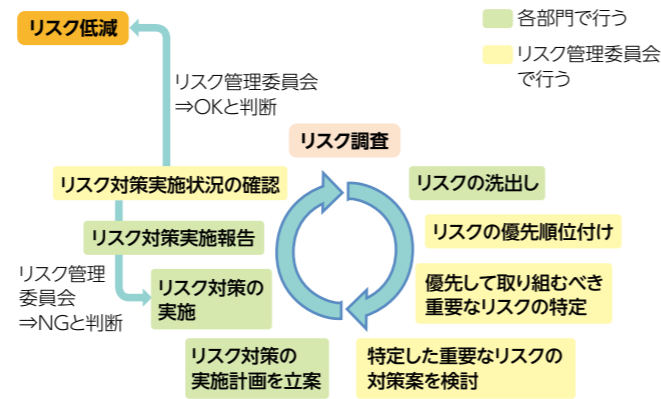 リスク低減
各部門で行う
リスク管理委員会
で行う
リスク管理委員会
⇒OKと判断
リスク調査
リスクの洗出し
リスクの優先順位付け
優先して取り組むべき
重要なリスクの特定
特定した重要なリスクの
対策案を検討
リスク対策の
実施計画を立案
リスク対策の
実施
リスク対策実施報告
リスク対策実施状況の確認
リスク管理
委員会
⇒NGと判断